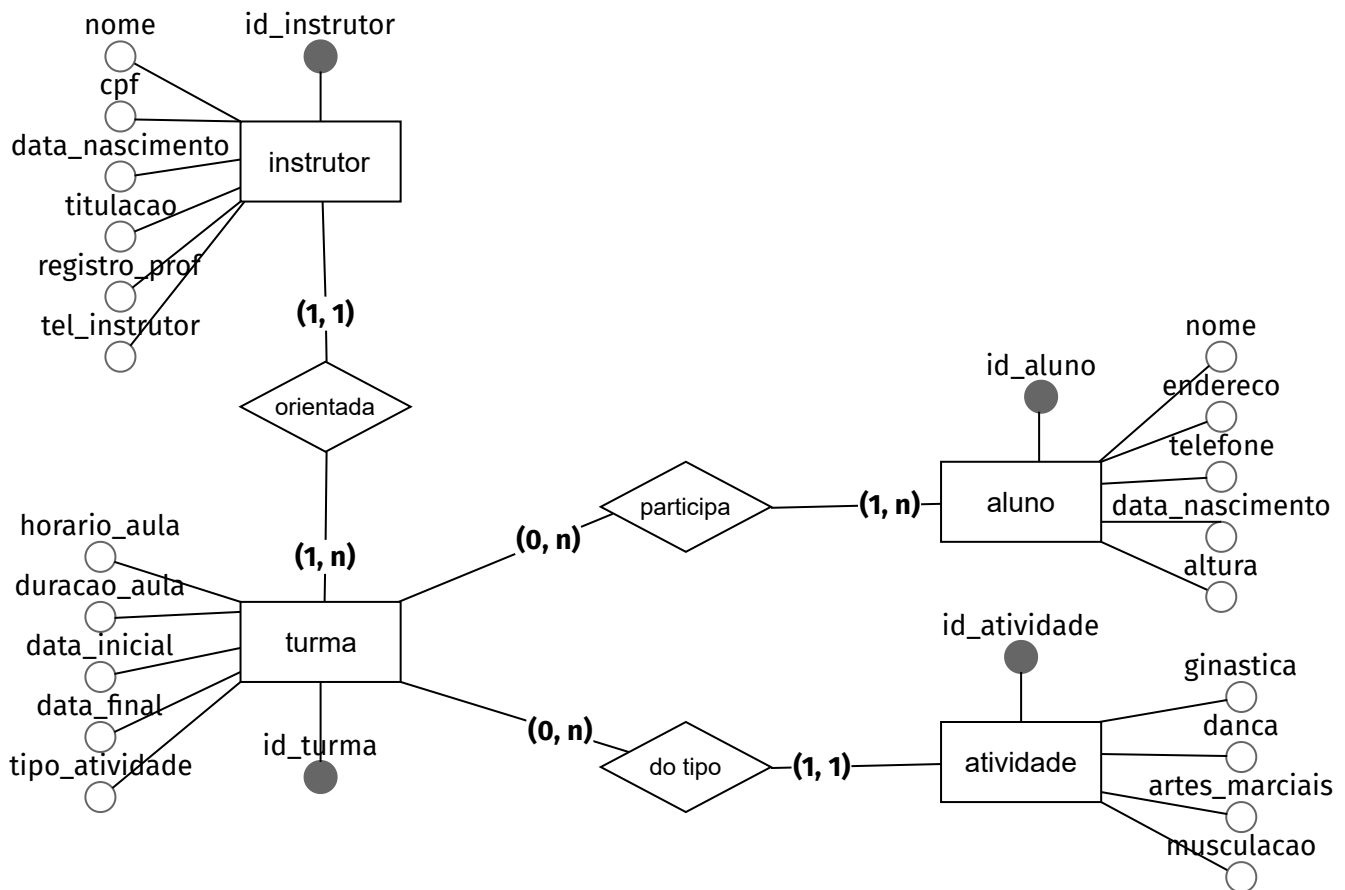 nome
id_instrutor
cpf
data_nascimento
instrutor
titulacao
registro_prof
tel_instrutor
(1, 1)
orientada
(1, n)
nome
id_aluno
endereco
telefone
aluno
data_nascimento
altura
participa
(1, n)
(0, n)
horario_aula
duracao_aula
data_inicial
turma
data_final
tipo_atividade
id_turma
(0, n)
do tipo
(1, 1)
id_atividade
ginastica
danca
atividade
artes_marciais
musculacao